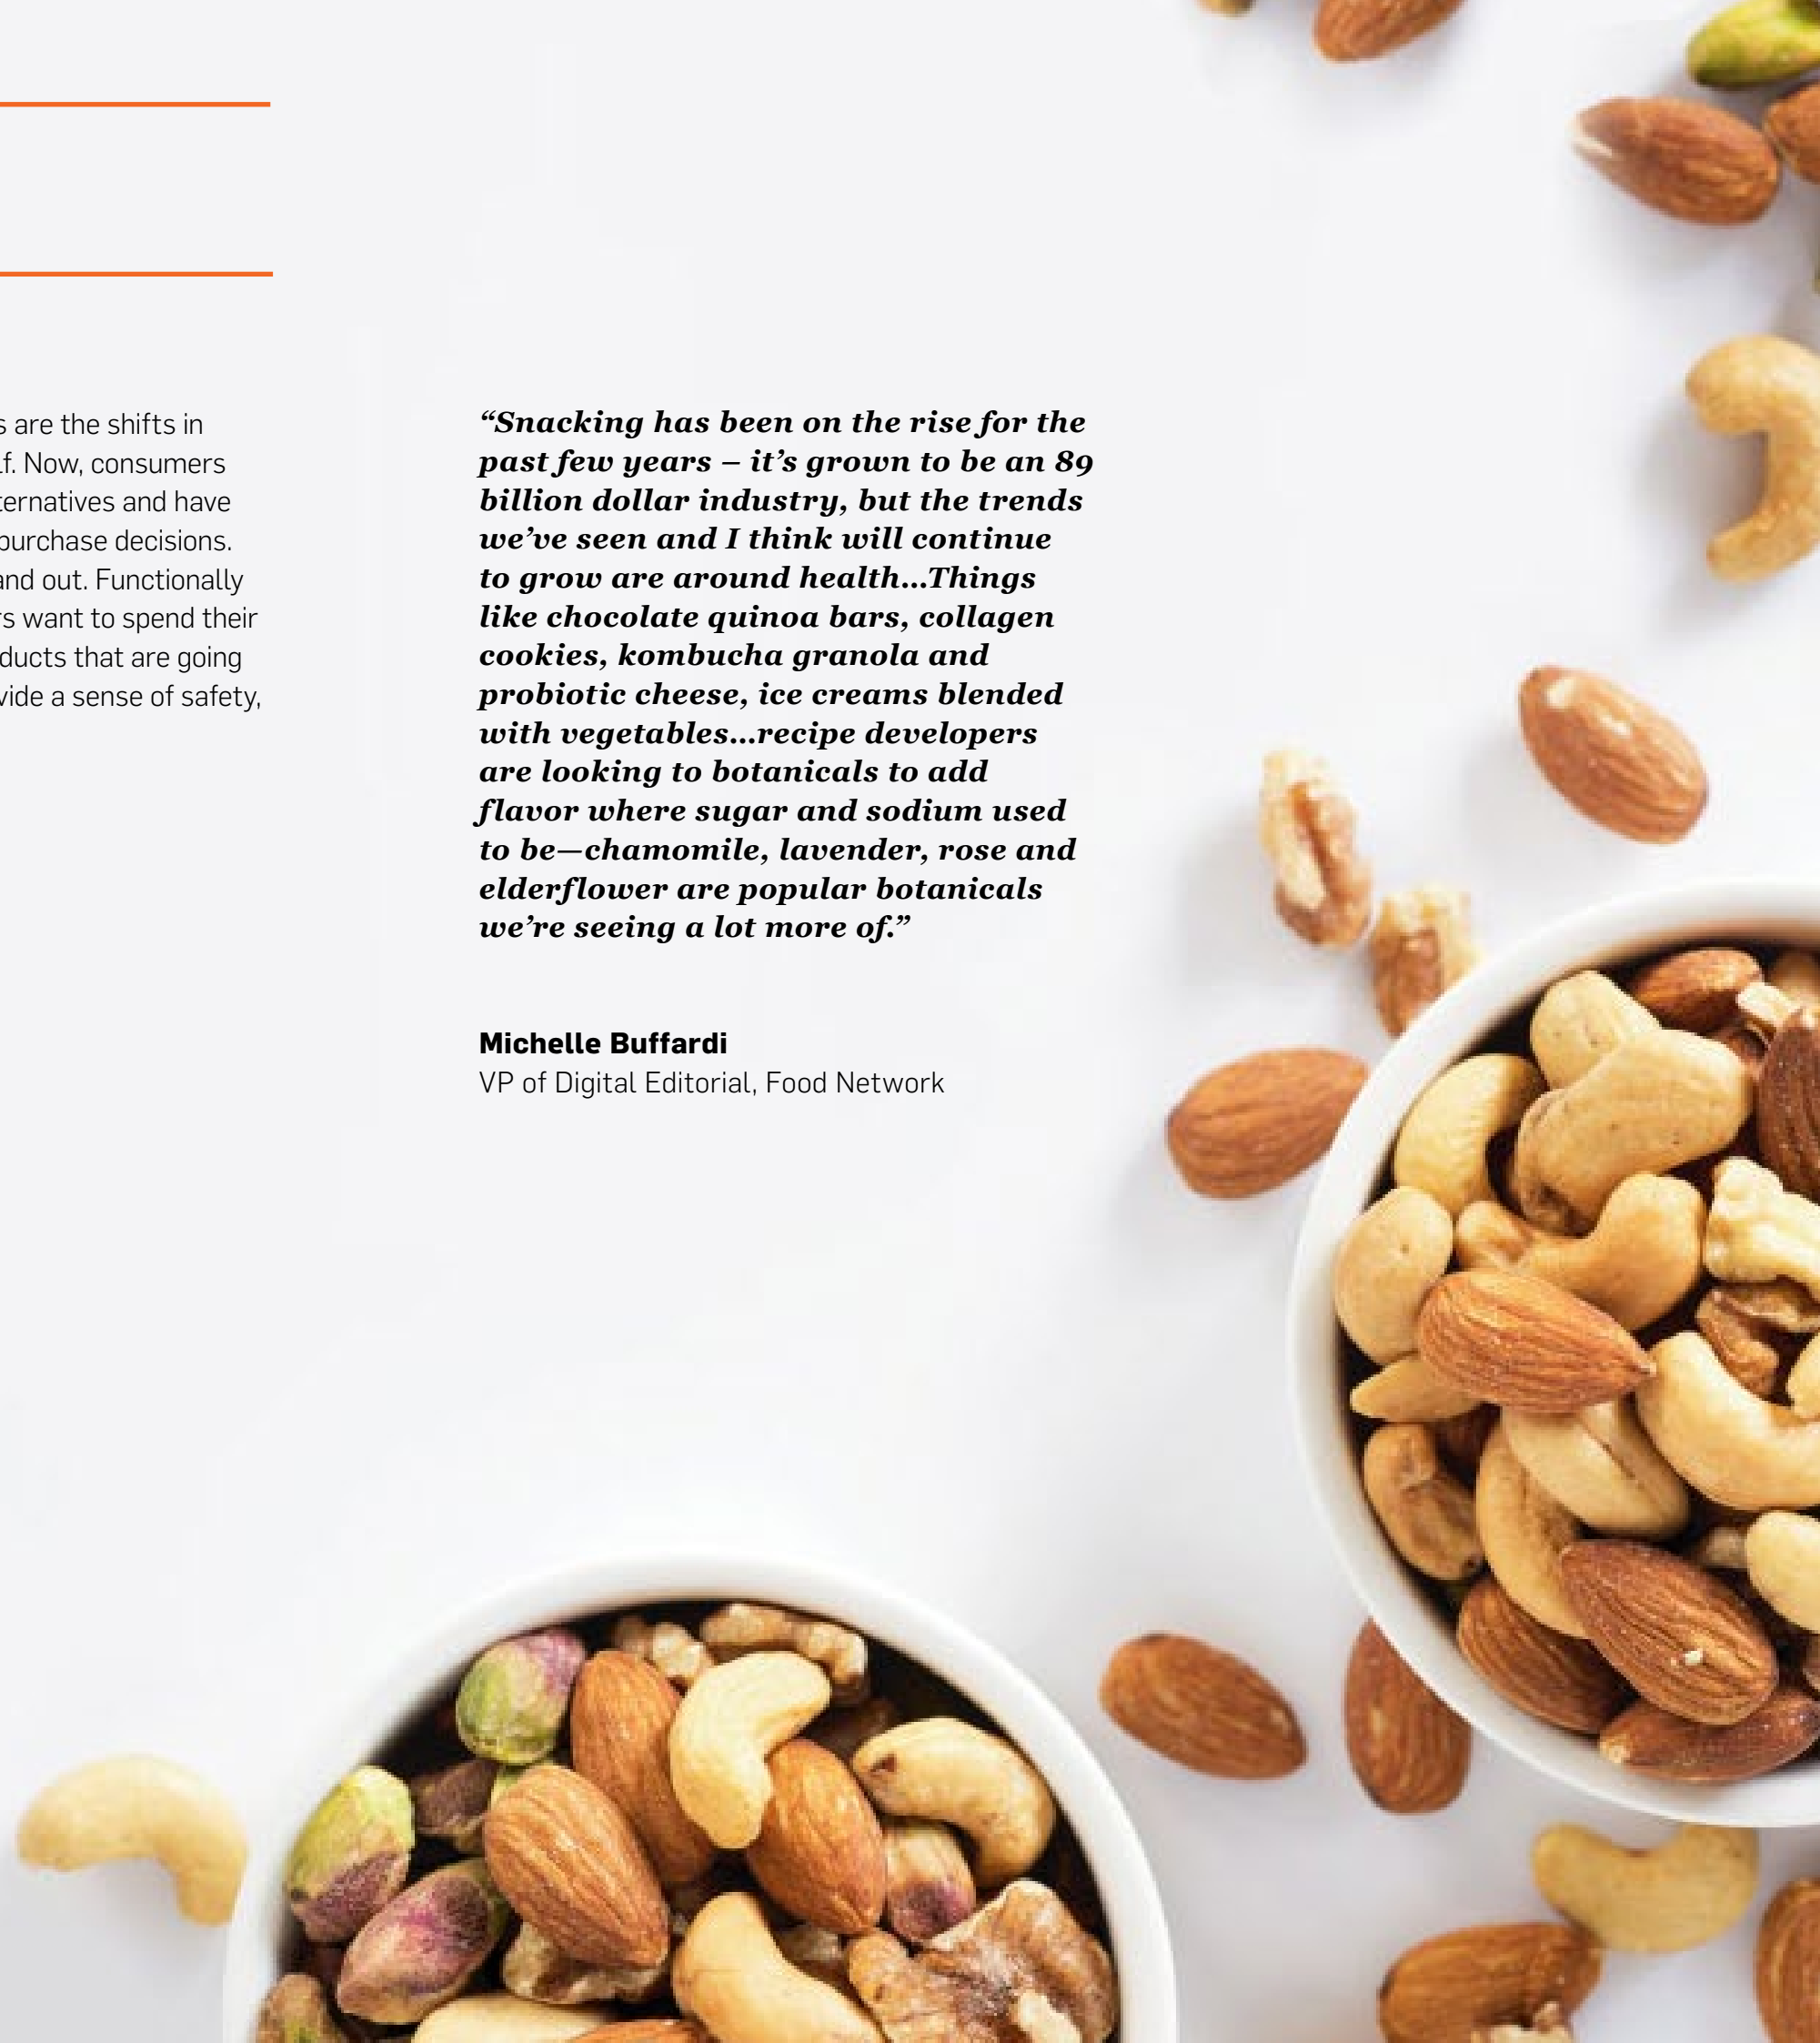 are the shifts in
Now, consumers
and have
purchase decisions.
out. Functionally
want to spend their
that are going
a sense of safety,
“Snacking has been on the rise for the
past few years – it’s grown to be an 89
billion dollar industry, but the trends
we’ve seen and I think will continue
to grow are around health...Things
like chocolate quinoa bars, collagen
cookies, kombucha granola and
probiotic cheese, ice creams blended
with vegetables...recipe developers
are looking to botanicals to add
flavor where sugar and sodium used
to be—chamomile, lavender, rose and
elderflower are popular botanicals
we’re seeing a lot more of.”
Michelle Buffardi
VP of Digital Editorial, Food Network